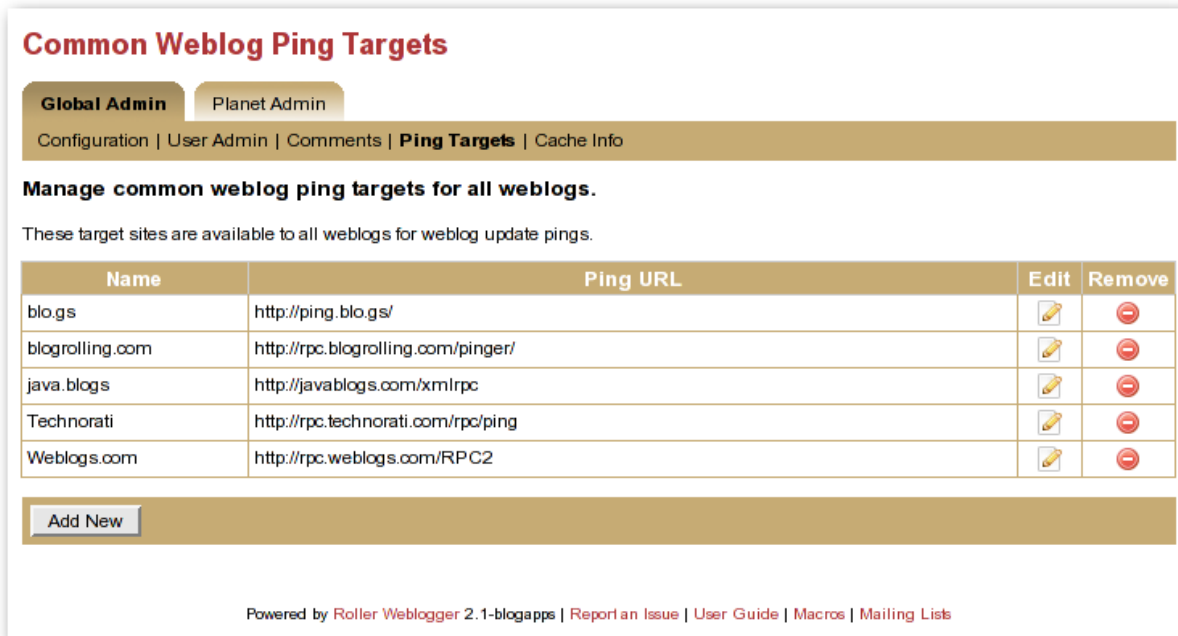 Common Weblog Ping Targets
Global Admin Planet Admin
Configuration | User Admin | Comments | Ping Targets | Cache Info
Manage common weblog ping targets for all weblogs.
These target sites are available to all weblogs for weblog update pings.
Name Ping URL Edit Remove
blo.gs http://ping.blo.gs/
blogrolling.com http://rpc.blogrolling.com/pinger/
java.blogs http://javablogs.com/xmlrpc
Technorati http://rpc.technorati.com/rpc/ping
Weblogs.com http://rpc.weblogs.com/RPC2
Add New
Powered by Roller Weblogger 2.1-blogapps | Report an Issue | User Guide | Macros | Mailing Lists